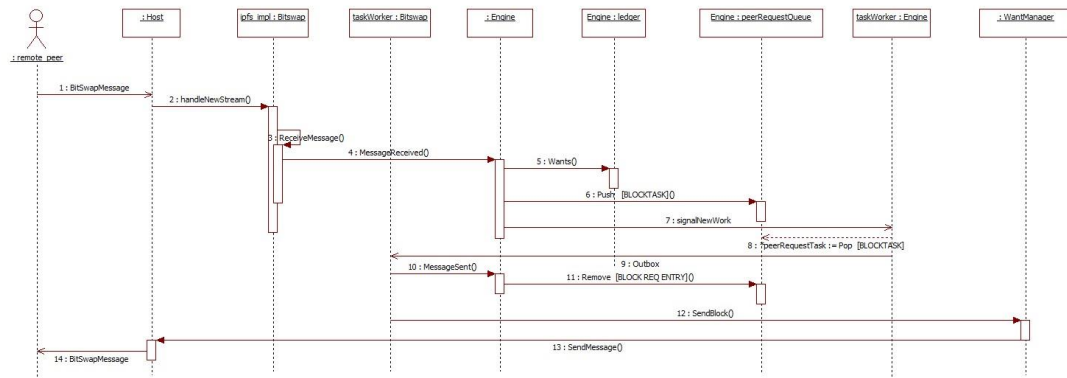 : Host
ipfs_impl : Bitswap
taskWorker : Bitswap
: Engine
Engine : ledger
Engine : peerRequestQueue
taskWorker : Engine
: WantManager
: remote_peer
1 : BitSwapMessage
2 : handleNewStream()
3 : ReceiveMessage()
4 : MessageReceived()
5 : Wants()
6 : Push [BLOCKTASK]()
7 : signalNewWork
8 : *peerRequestTask := Pop [BLOCKTASK]
9 : Outbox
10 : MessageSent()
11 : Remove [BLOCK REQ ENTRY]()
12 : SendBlock()
13 : SendMessage()
14 : BitSwapMessage